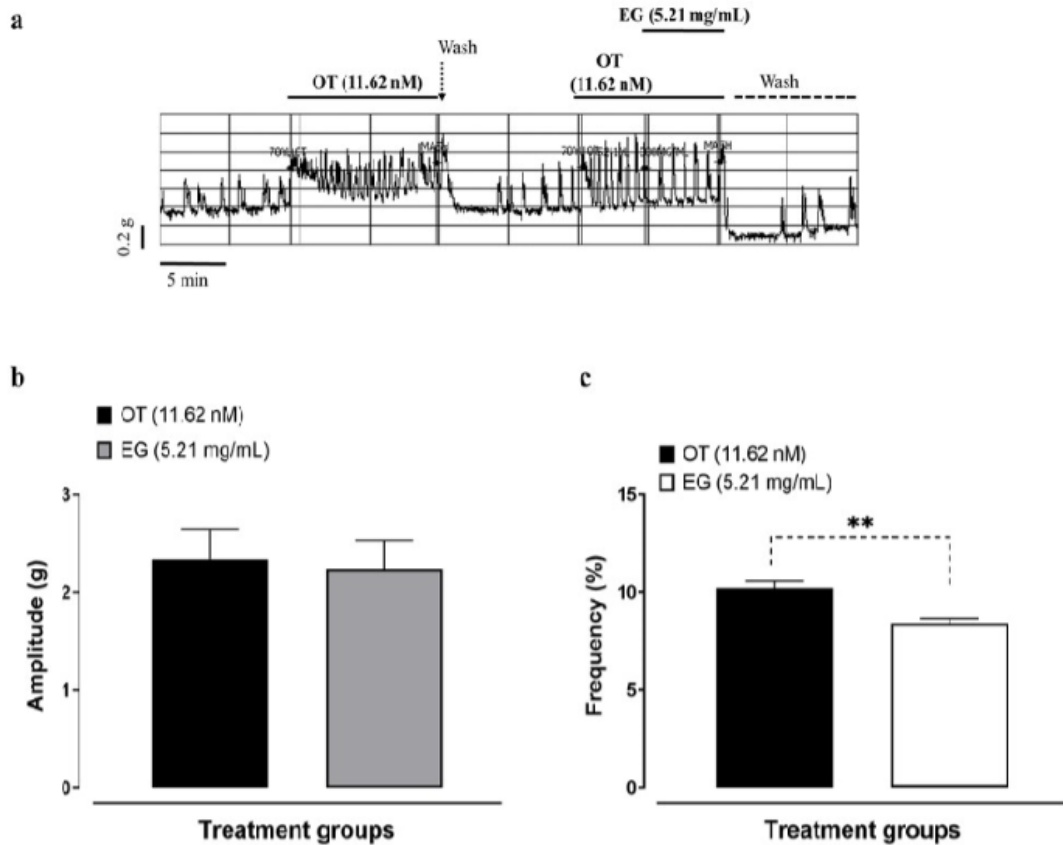 a
EG (5.21 mg/mL)
Wash
OT (11.62 nM)
OT
(11.62 nM)
Wash
0.2 g
5 min
b
OT (11.62 nM)
EG (5.21 mg/mL)
Amplitude (g)
3
2
1
0
Treatment groups
c
OT (11.62 nM)
EG (5.21 mg/mL)
Frequency (%)
15
10
5
0
**
Treatment groups